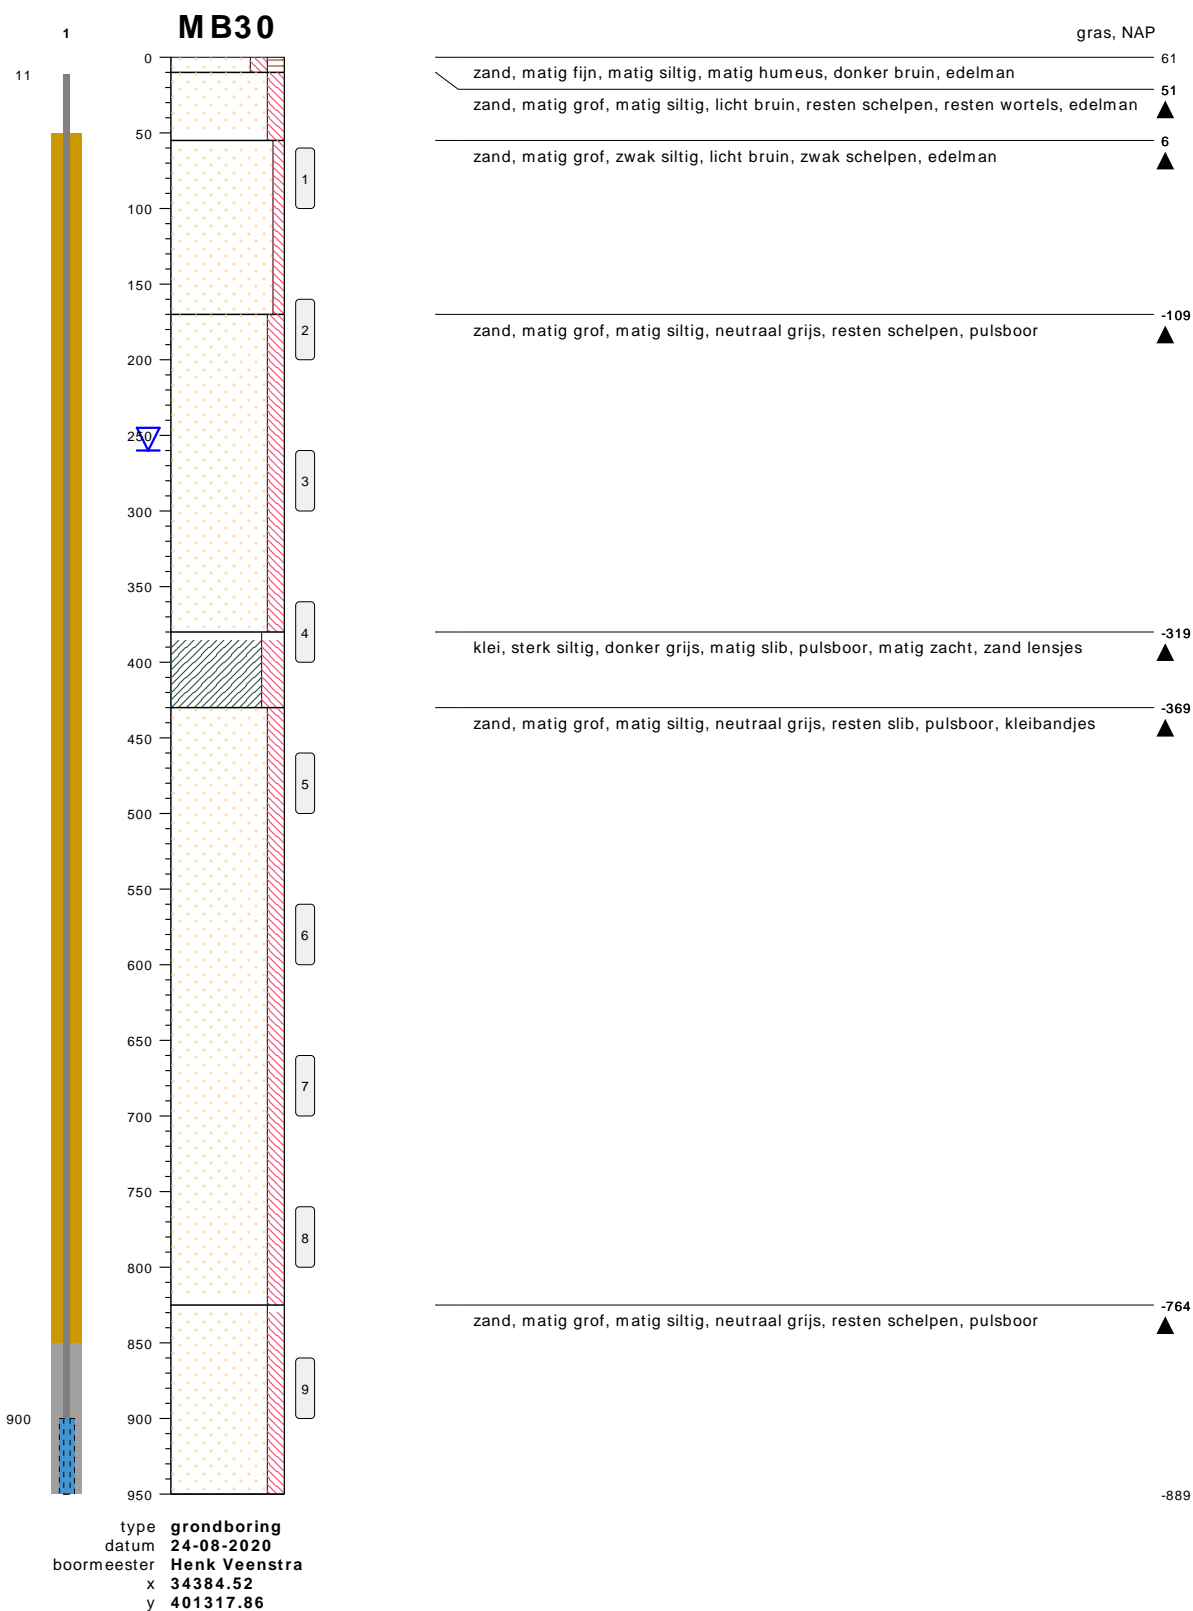 MB30
1
gras, NAP
0
61
11
zand, matig fijn, matig siltig, matig humeus, donker bruin, edelman
51
zand, matig grof, matig siltig, licht bruin, resten schelpen, resten wortels, edelman
50
6
zand, matig grof, zwak siltig, licht bruin, zwak schelpen, edelman
1
100
150
2
-109
zand, matig grof, matig siltig, neutraal grijs, resten schelpen, pulsboor
200
250
3
300
350
4
-319
klei, sterk siltig, donker grijs, matig slib, pulsboor, matig zacht, zand lensjes
400
-369
zand, matig grof, matig siltig, neutraal grijs, resten slib, pulsboor, kleibandjes
450
5
500
550
6
600
650
7
700
750
8
800
-764
zand, matig grof, matig siltig, neutraal grijs, resten schelpen, pulsboor
850
9
900
900
950
-889
type grondboring
datum 24-08-2020
boormeester Henk Veenstra
x 34384.52
y 401317.86